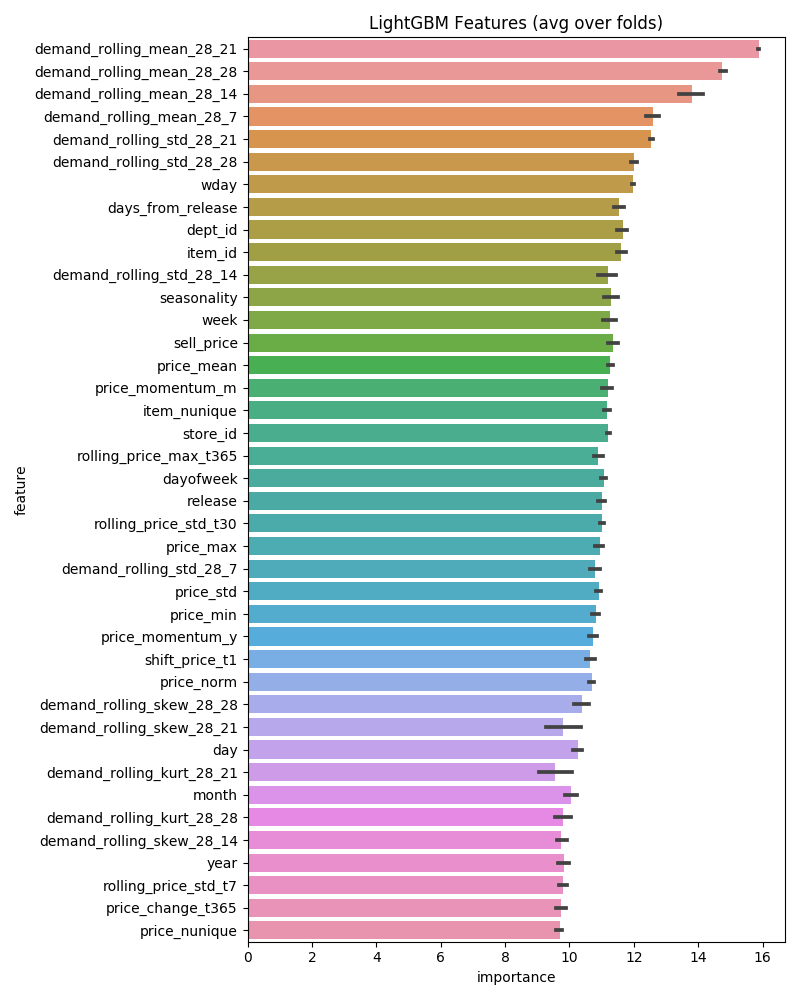 LightGBM Features (avg over folds)
demand_rolling_mean_28_21
demand_rolling_mean_28_28
demand_rolling_mean_28_14
demand_rolling_mean_28_7
demand_rolling_std_28_21
demand_rolling_std_28_28
wday
days_from_release
dept_id
item_id
demand_rolling_std_28_14
seasonality
week
sell_price
price_mean
price_momentum_m
item_nunique
store_id
rolling_price_max_t365
dayofweek
release
rolling_price_std_t30
price_max
demand_rolling_std_28_7
price_std
price_min
price_momentum_y
shift_price_t1
price_norm
demand_rolling_skew_28_28
demand_rolling_skew_28_21
day
demand_rolling_kurt_28_21
month
demand_rolling_kurt_28_28
demand_rolling_skew_28_14
year
rolling_price_std_t7
price_change_t365
price_nunique
feature
0 2 4 6 8 10 12 14 16
importance